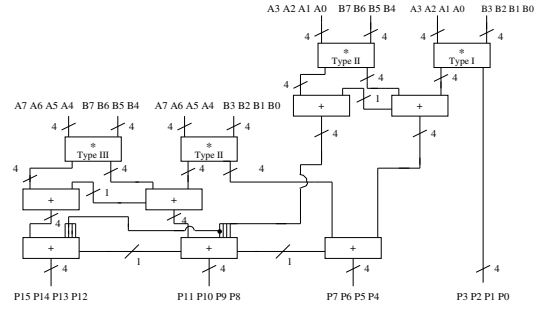 A3 A2 A1 A0 B7 B6 B5 B4 A3 A2 A1 A0 B3 B2 B1 B0
4 4 4 4
* *
Type II Type I
4 4 4
A7 A6 A5 A4 B7 B6 B5 B4 A7 A6 A5 A4 B3 B2 B1 B0
1
+ +
4 4 4 4 4 4
* *
Type III Type II
4 4 4 4
1
+ +
4 4
+ + +
1 1
4 4 4 4
P15 P14 P13 P12 P11 P10 P9 P8 P7 P6 P5 P4 P3 P2 P1 P0